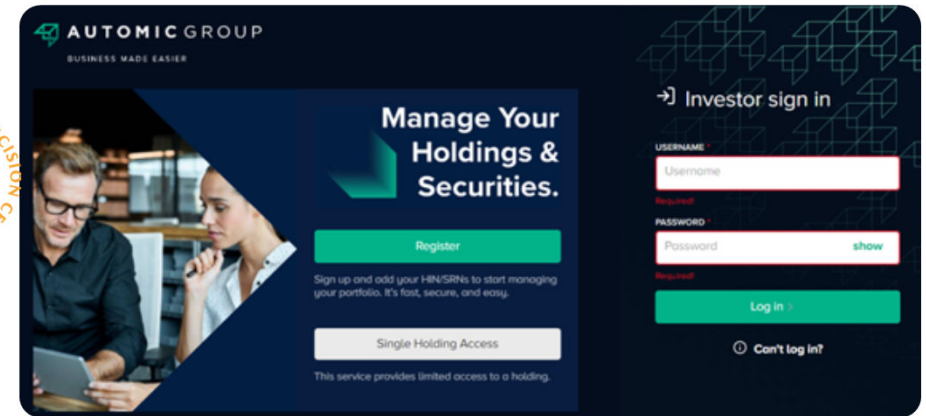 AUTOMIC GROUP
BUSINESS MADE EASIER
Manage Your
Holdings &
Securities.
Register
Sign up and add your HIN/SRNs to start managing
your portfolio. It's fast, secure, and easy.
Single Holding Access
This service provides limited access to a holding.
Investor sign in
USERNAME *
Username
Required!
PASSWORD *
Password show
Required!
Log in >
Can't log in?